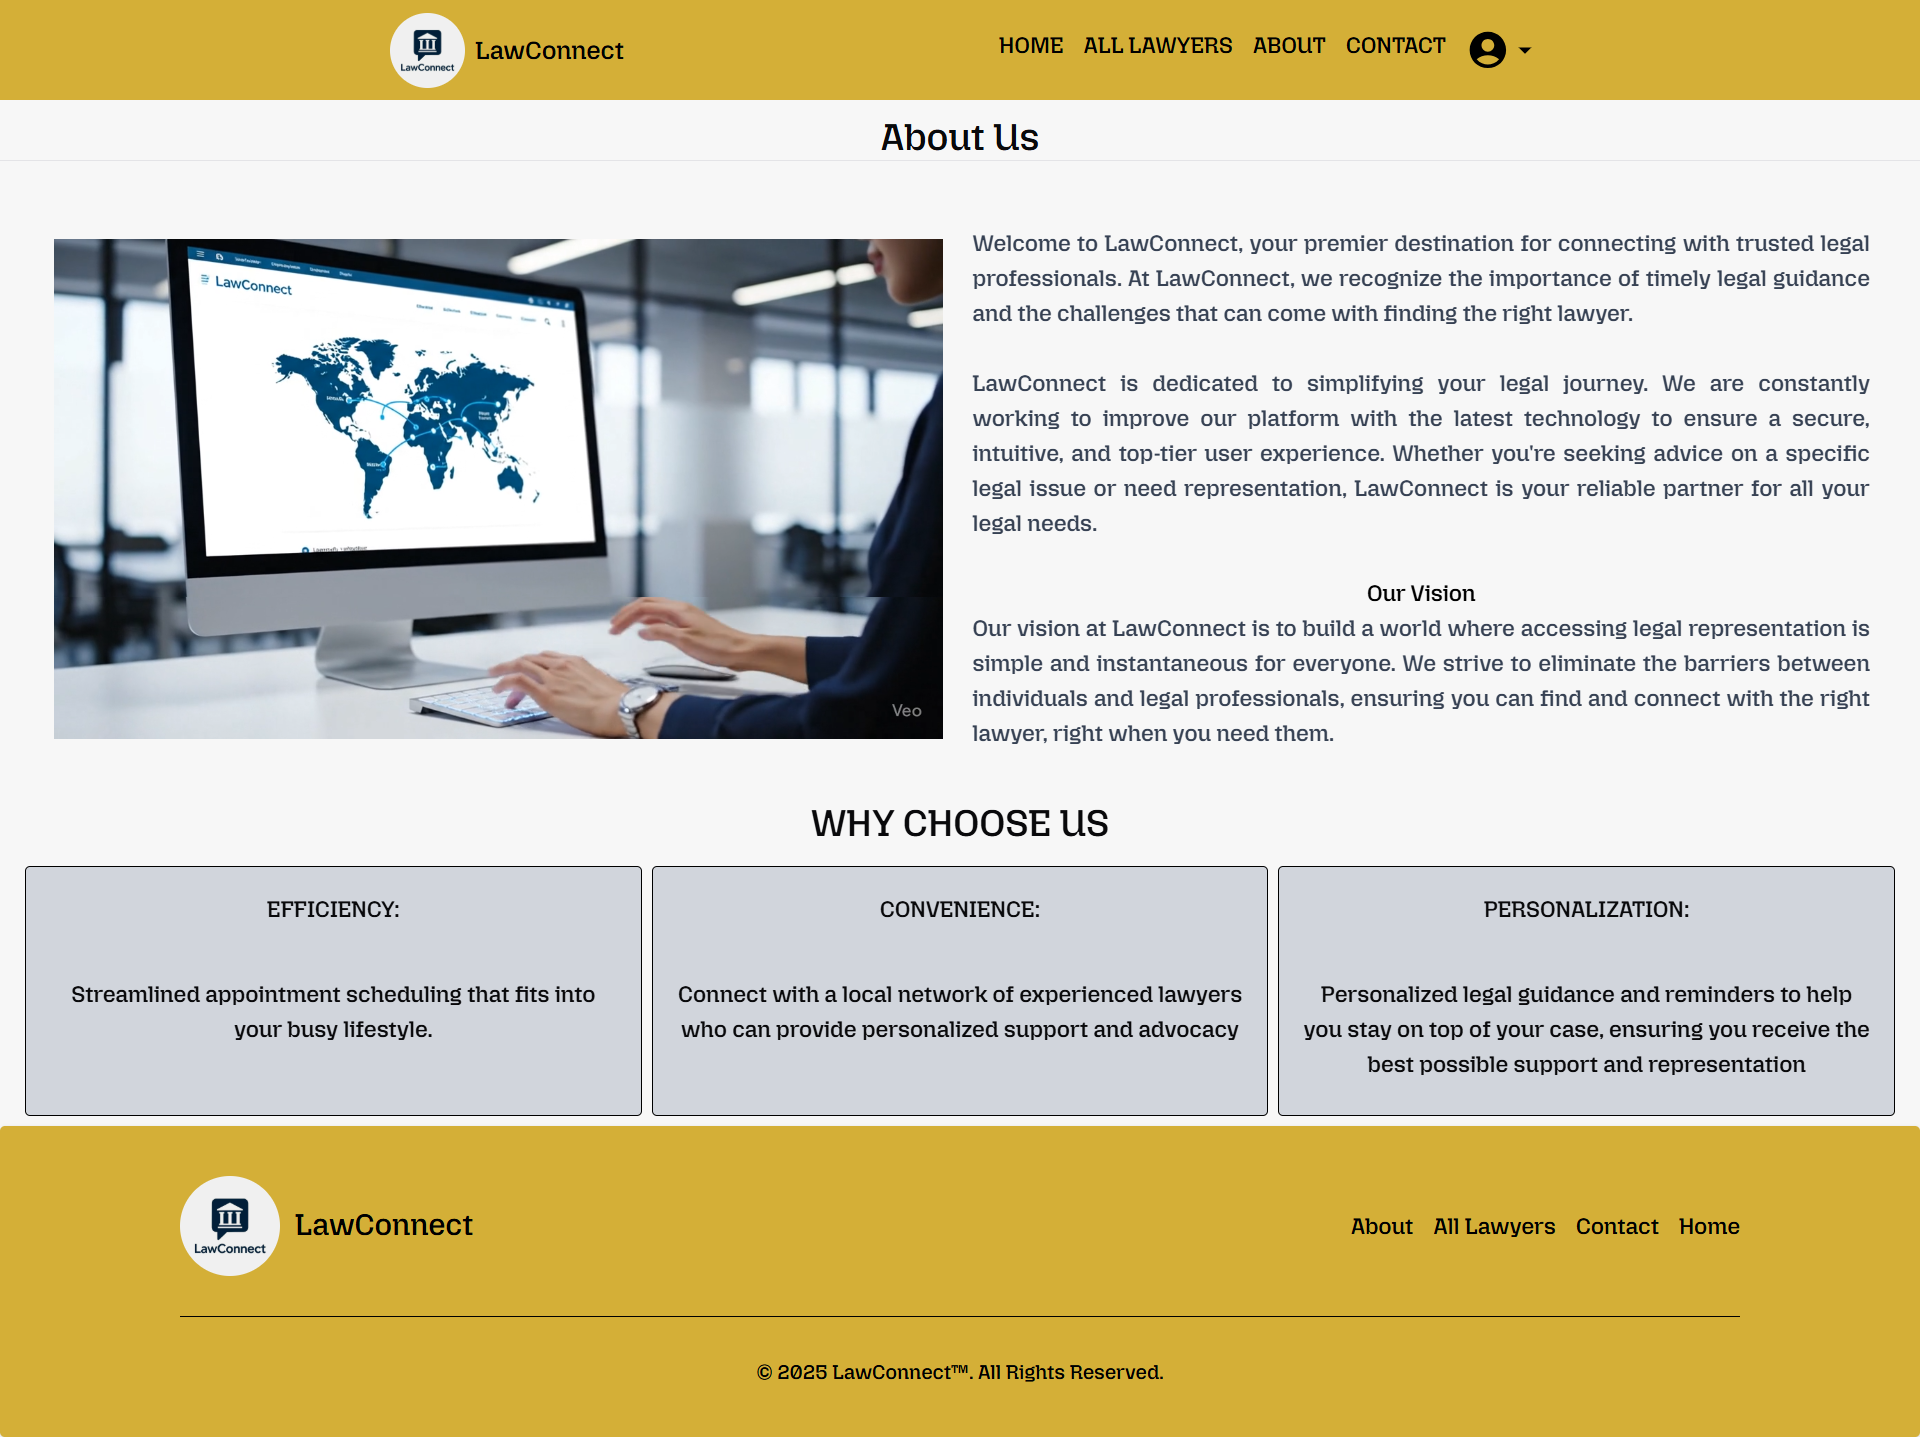 LawConnect
LawConnect
HOME ALL LAWYERS ABOUT CONTACT
About Us
LawConnect
Veo
Welcome to LawConnect, your premier destination for connecting with trusted legal
professionals. At LawConnect, we recognize the importance of timely legal guidance
and the challenges that can come with finding the right lawyer.
LawConnect is dedicated to simplifying your legal journey. We are constantly
working to improve our platform with the latest technology to ensure a secure,
intuitive, and top-tier user experience. Whether you're seeking advice on a specific
legal issue or need representation, LawConnect is your reliable partner for all your
legal needs.
Our Vision
Our vision at LawConnect is to build a world where accessing legal representation is
simple and instantaneous for everyone. We strive to eliminate the barriers between
individuals and legal professionals, ensuring you can find and connect with the right
lawyer, right when you need them.
WHY CHOOSE US
EFFICIENCY:
Streamlined appointment scheduling that fits into
your busy lifestyle.
CONVENIENCE:
Connect with a local network of experienced lawyers
who can provide personalized support and advocacy
PERSONALIZATION:
Personalized legal guidance and reminders to help
you stay on top of your case, ensuring you receive the
best possible support and representation
LawConnect
LawConnect
About All Lawyers Contact Home
© 2025 LawConnect™. All Rights Reserved.